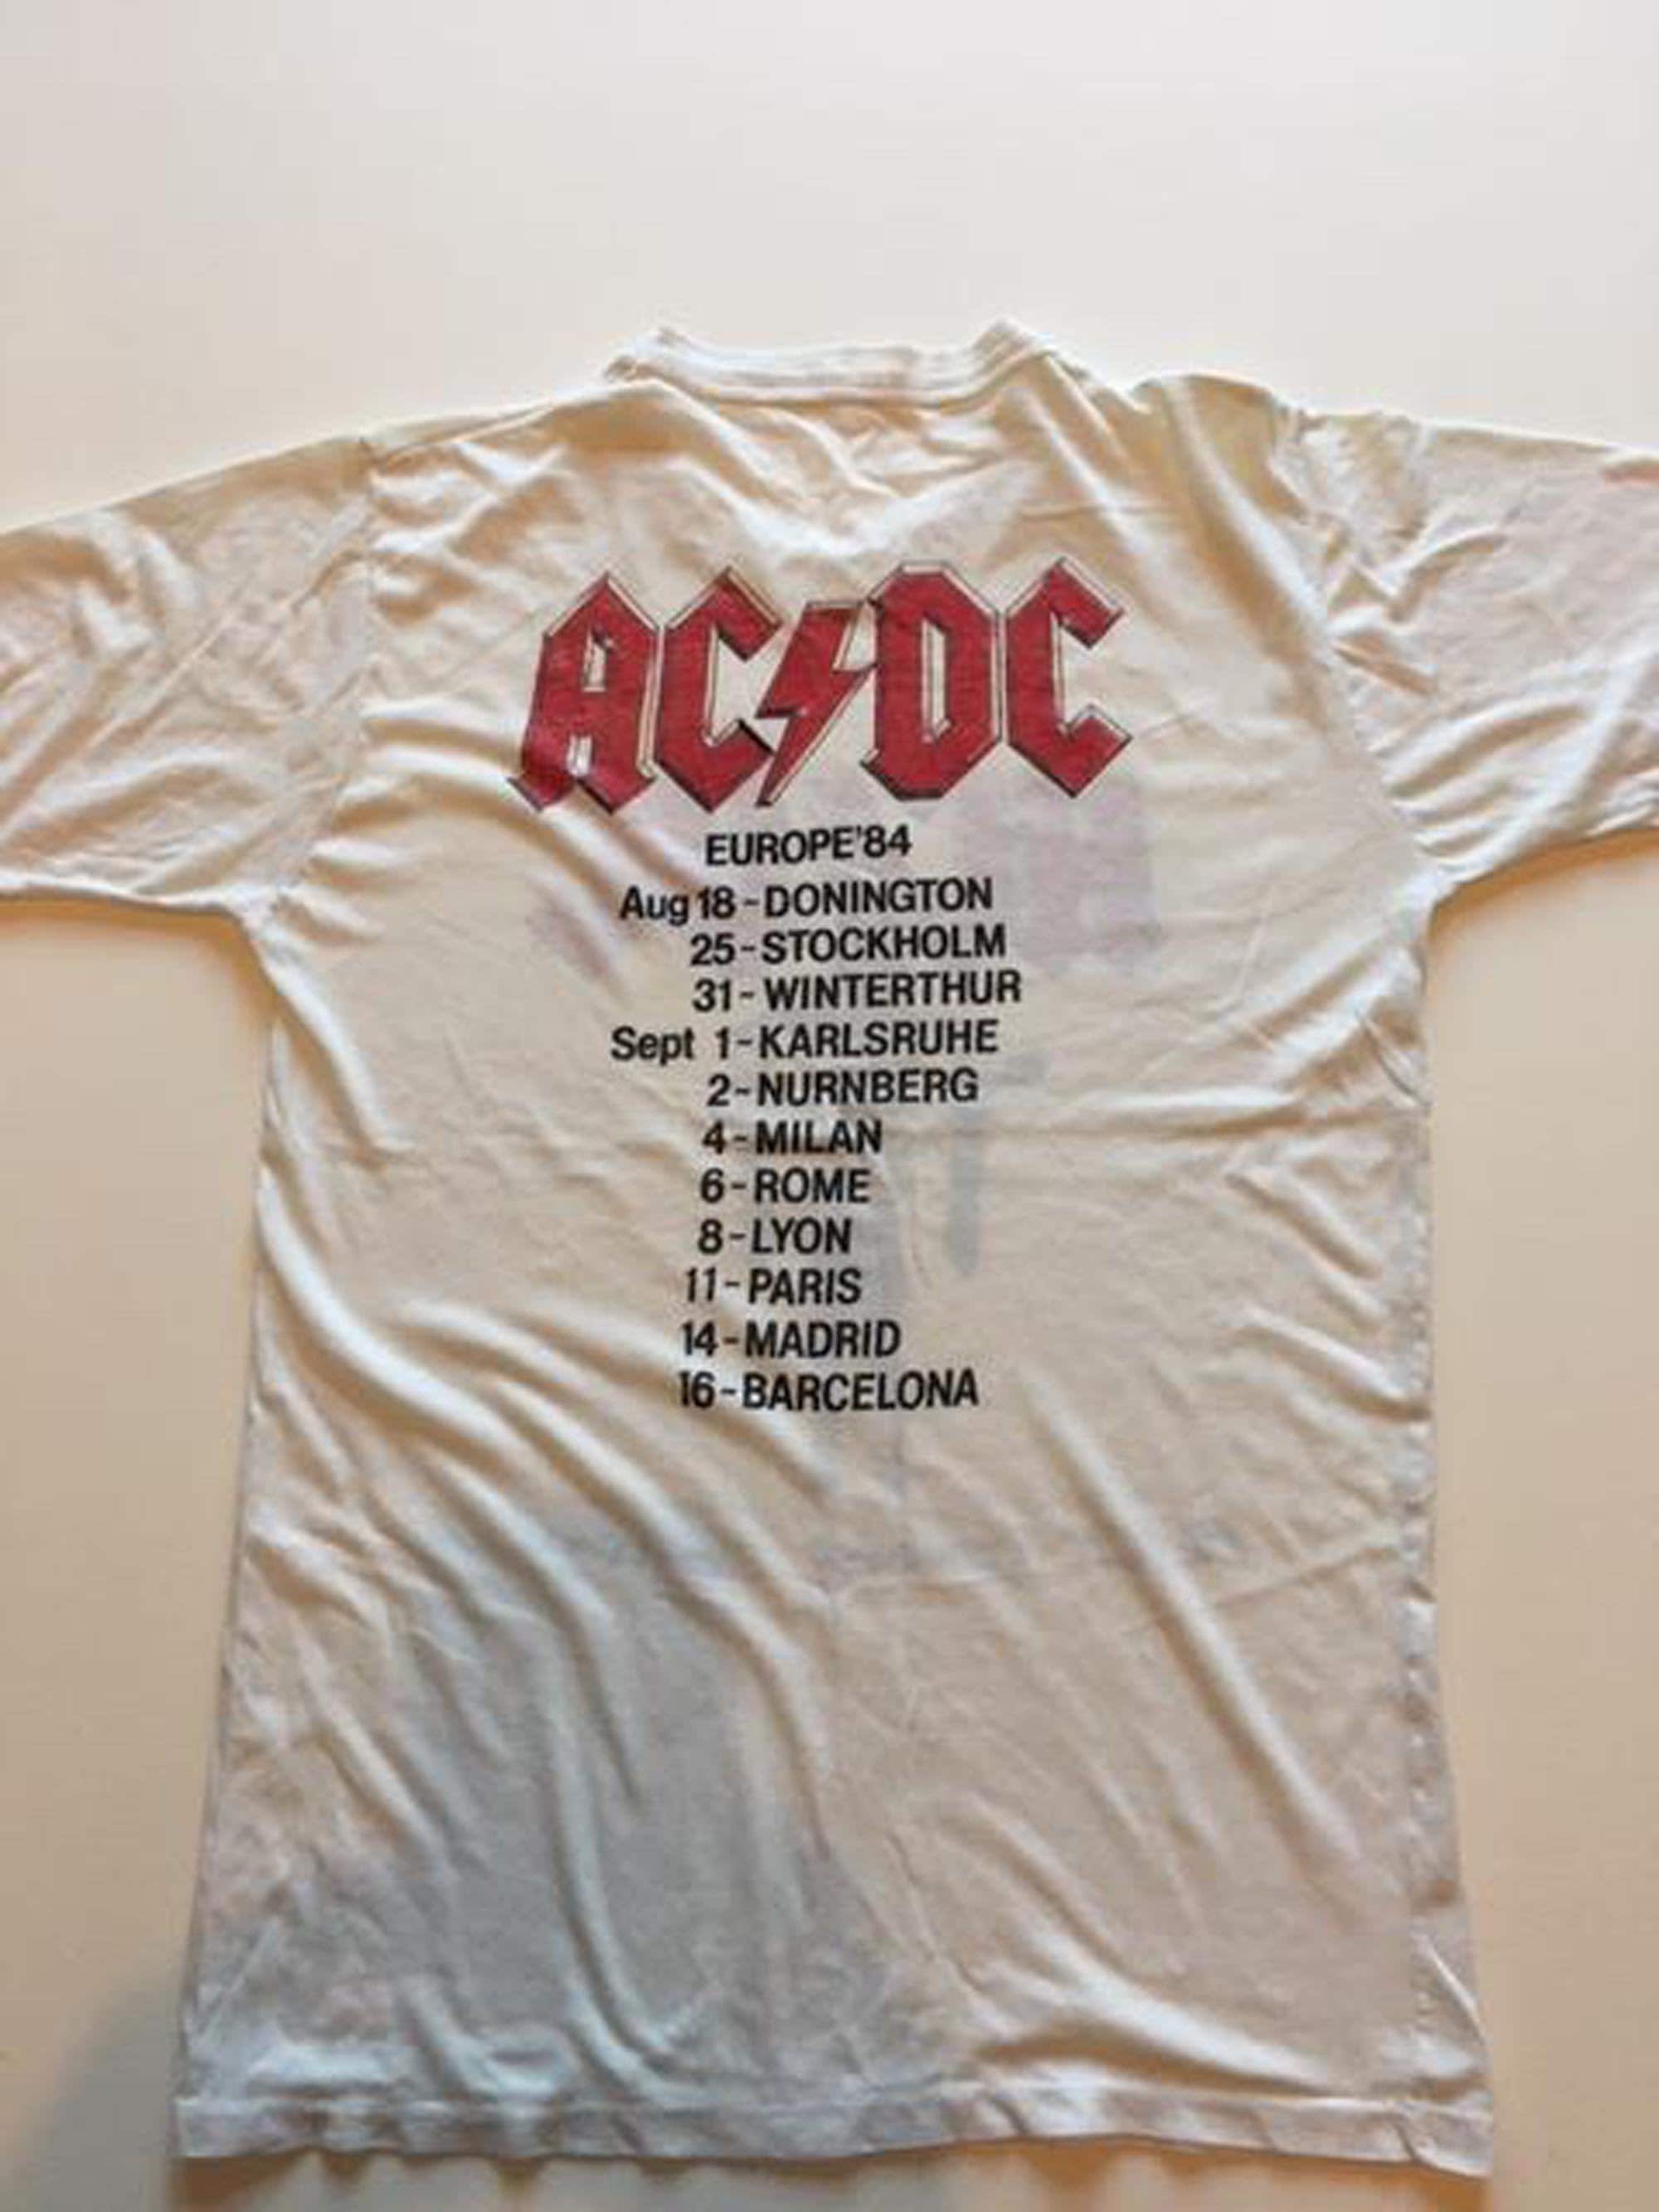 AC/DC
EUROPE'84
Aug 18-DONINGTON
25-STOCKHOLM
31-WINTERTHUR
Sept 1-KARLSRUHE
2-NURNBERG
4-MILAN
6-ROME
8-LYON
11-PARIS
14-MADRID
16-BARCELONA